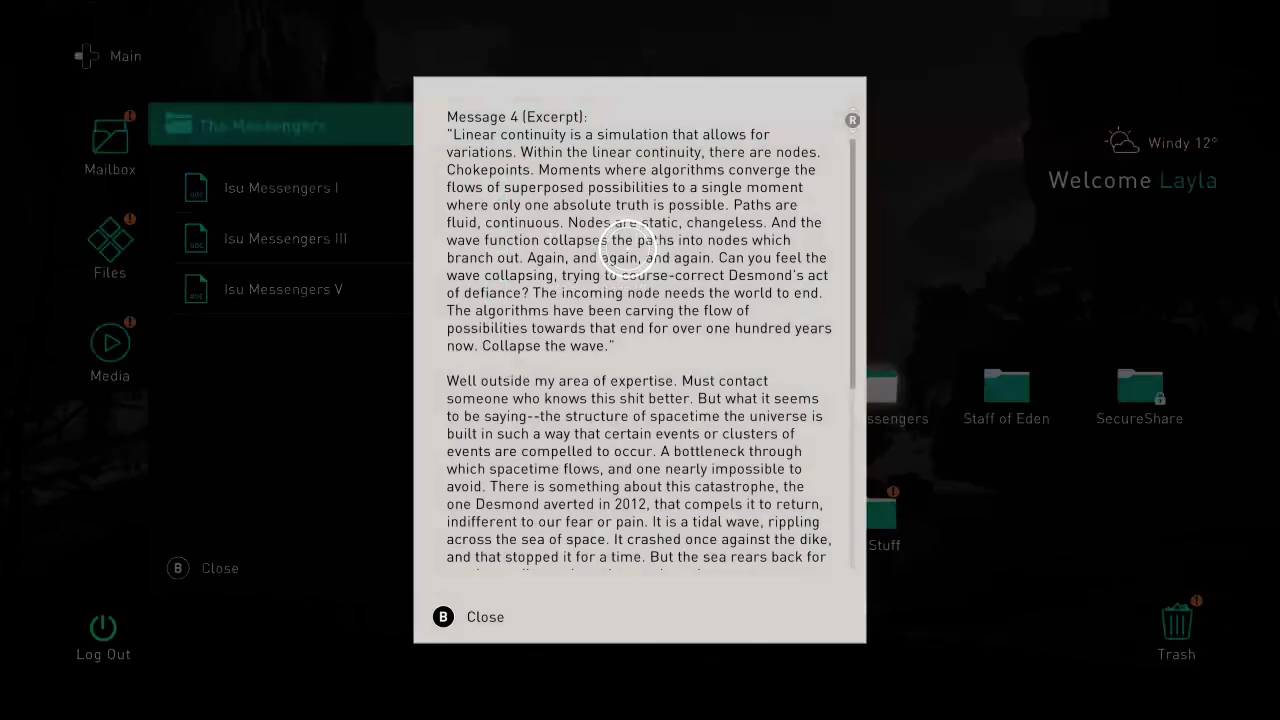 Main
Mailbox
Files
Media
Log Out
The Messengers
Isu Messengers I
Isu Messengers III
Isu Messengers V
B Close
Message 4 (Excerpt):
"Linear continuity is a simulation that allows for
variations. Within the linear continuity, there are nodes.
Chokepoints. Moments where algorithms converge the
flows of superposed possibilities to a single moment
where only one absolute truth is possible. Paths are
fluid, continuous. Nodes are static, changeless. And the
wave function collapses the paths into nodes which
branch out. Again, and again, and again. Can you feel the
wave collapsing, trying to course-correct Desmond's act
of defiance? The incoming node needs the world to end.
The algorithms have been carving the flow of
possibilities towards that end for over one hundred years
now. Collapse the wave."
Well outside my area of expertise. Must contact
someone who knows this shit better. But what it seems
to be saying--the structure of spacetime the universe is
built in such a way that certain events or clusters of
events are compelled to occur. A bottleneck through
which spacetime flows, and one nearly impossible to
avoid. There is something about this catastrophe, the
one Desmond averted in 2012, that compels it to return,
indifferent to our fear or pain. It is a tidal wave, rippling
across the sea of space. It crashed once against the dike,
and that stopped it for a time. But the sea rears back for
R
B Close
Windy 12°
Welcome Layla
ssengers
Staff of Eden
SecureShare
Stuff
Trash